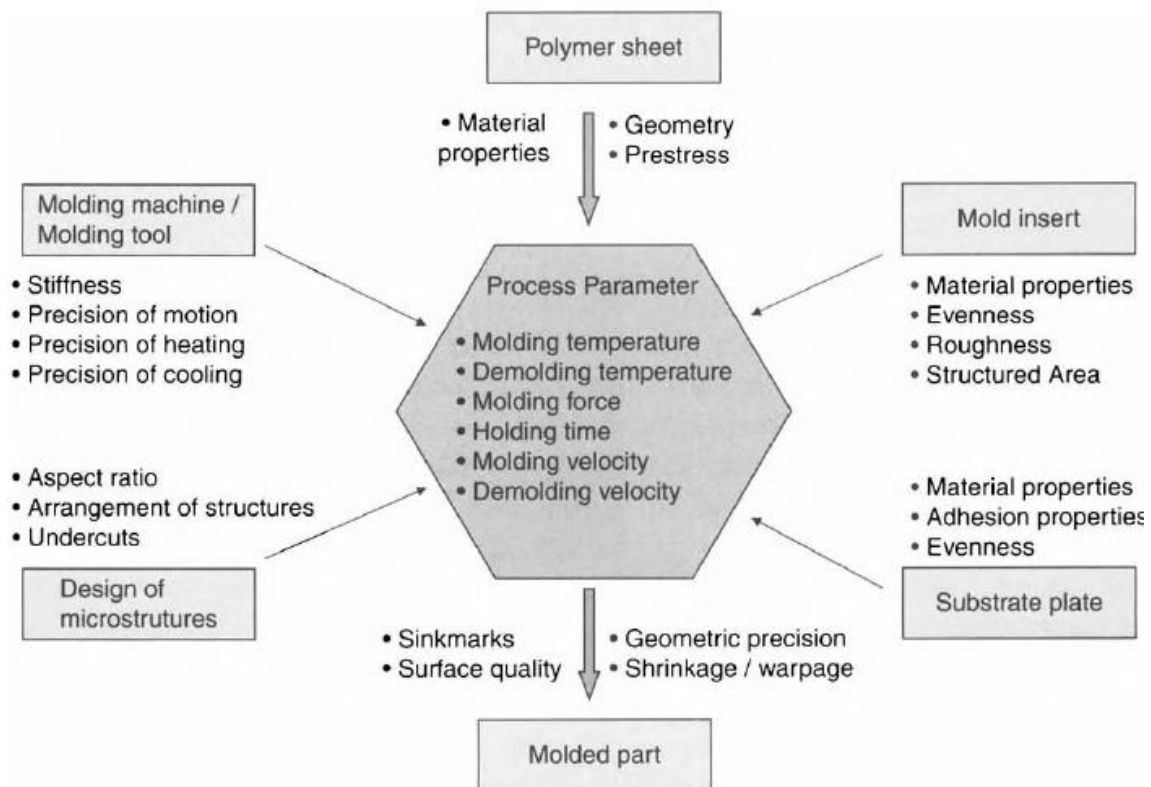 Polymer sheet
• Material
properties
• Geometry
• Prestress
Molding machine /
Molding tool
• Stiffness
• Precision of motion
• Precision of heating
• Precision of cooling
Mold insert
• Material properties
• Evenness
• Roughness
• Structured Area
Process Parameter
• Molding temperature
• Demolding temperature
• Molding force
• Holding time
• Molding velocity
• Demolding velocity
• Aspect ratio
• Arrangement of structures
• Undercuts
Design of
microstrutures
• Material properties
• Adhesion properties
• Evenness
Substrate plate
• Sinkmarks
• Surface quality
• Geometric precision
• Shrinkage / warpage
Molded part